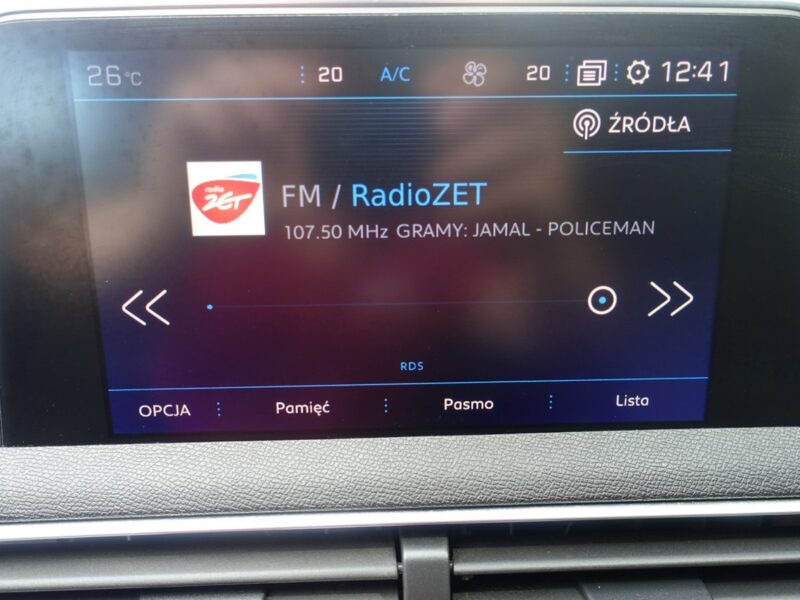 26°C 20 A/C 20 12:41
ŹRÓDŁA
radio
ZET
FM / RadioZET
107.50 MHz GRAMY: JAMAL - POLICEMAN
RDS
OPCJA Pamięć Pasmo Lista